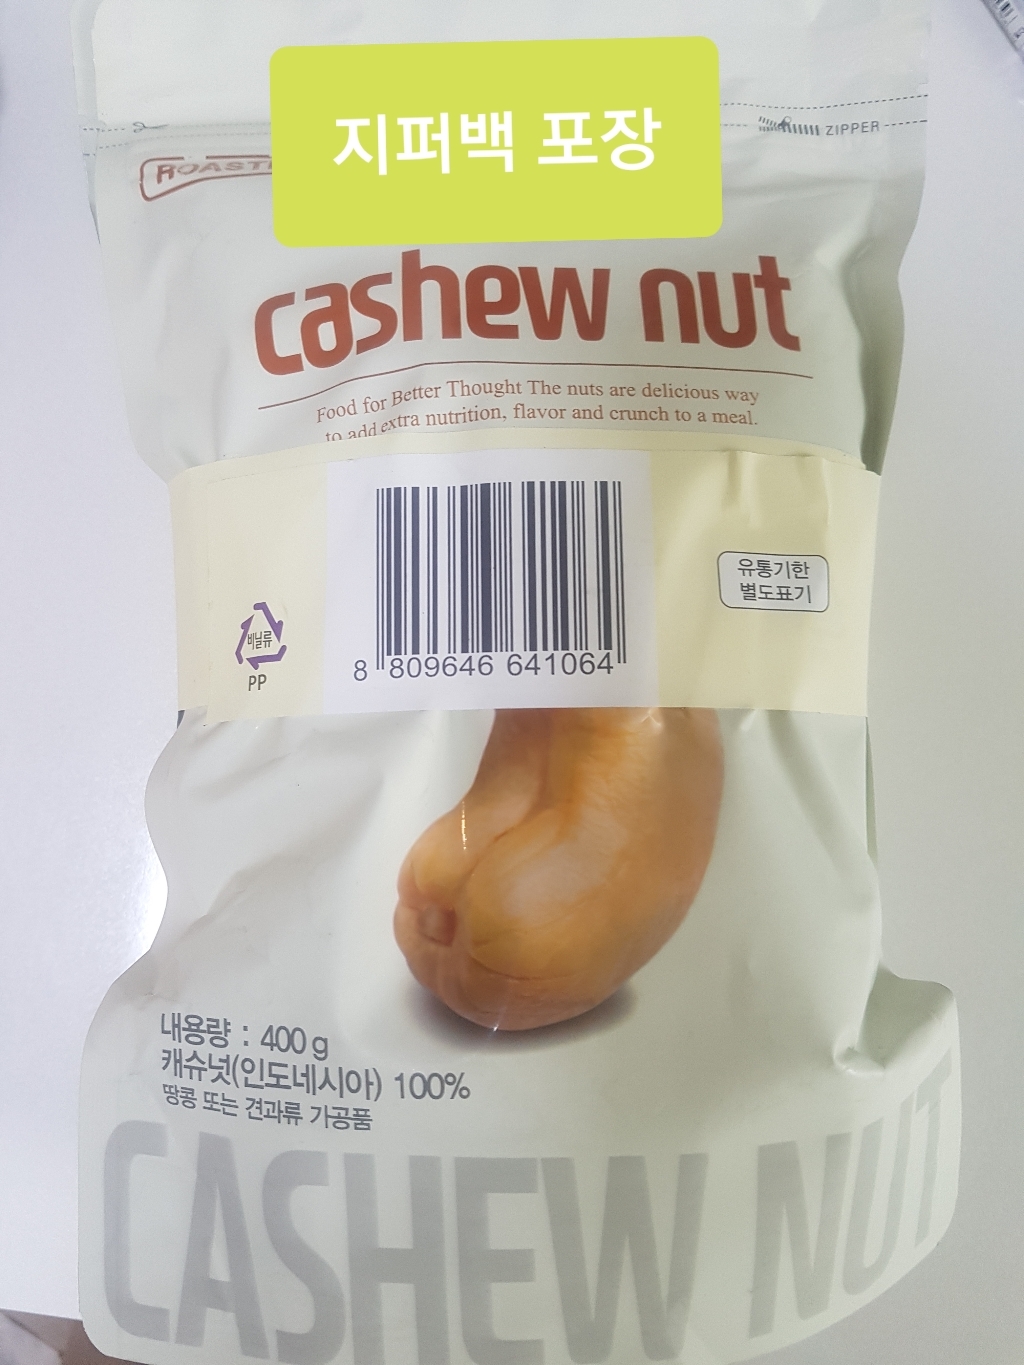 지퍼백 포장
ZIPPER
cashew nut
Food for Better Thought The nuts are delicious way
to add extra nutrition, flavor and crunch to a meal.
유통기한
별도표기
비닐류
PP
8 809646 641064
내용량 : 400 g
캐슈넛(인도네시아) 100%
땅콩 또는 견과류 가공품
CASHEW NUT